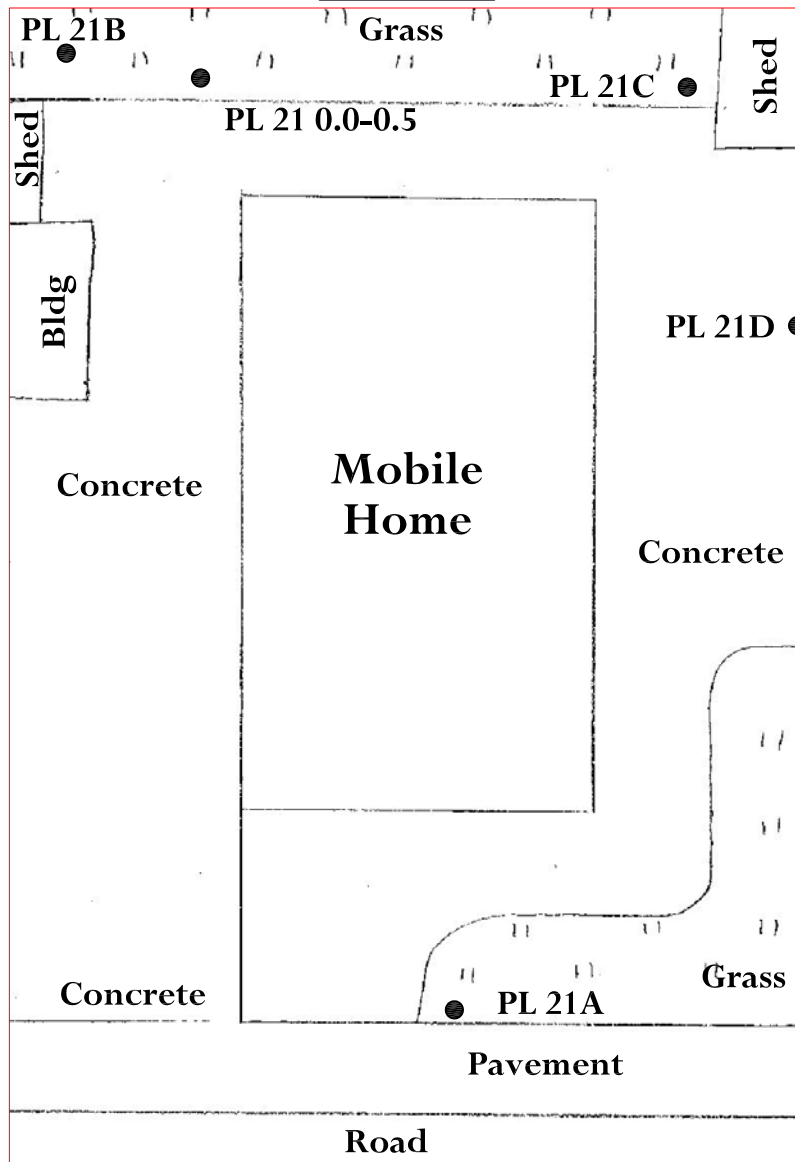 PL 21B
Grass
PL 21C
Shed
PL 21 0.0-0.5
Shed
Bldg
PL 21D
Mobile
Home
Concrete
Concrete
Grass
Concrete
PL 21A
Pavement
Road